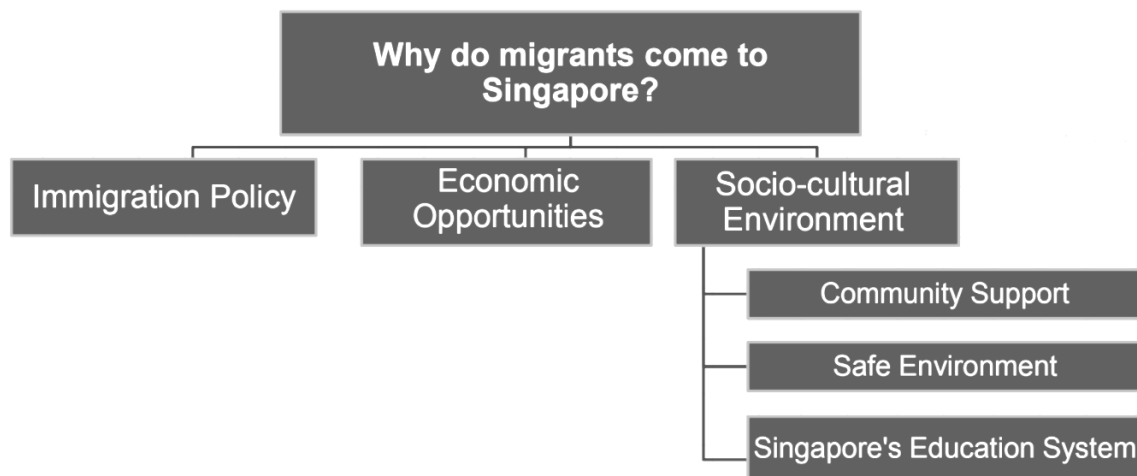 Why do migrants come to
Singapore?
Immigration Policy
Economic
Opportunities
Socio-cultural
Environment
Community Support
Safe Environment
Singapore's Education System